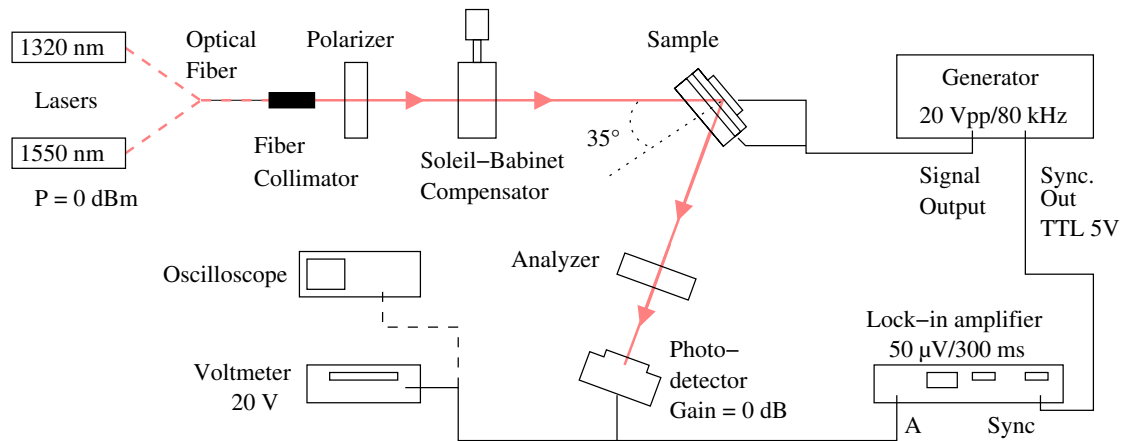 1320 nm
Lasers
1550 nm
P = 0 dBm
Optical
Fiber
Fiber
Collimator
Polarizer
Soleil−Babinet
Compensator
Sample
35°
Generator
20 Vpp/80 kHz
Signal
Output
Sync.
Out
TTL 5V
Analyzer
Oscilloscope
Voltmeter
20 V
Photo−
detector
Gain = 0 dB
Lock−in amplifier
50 µV/300 ms
A
Sync